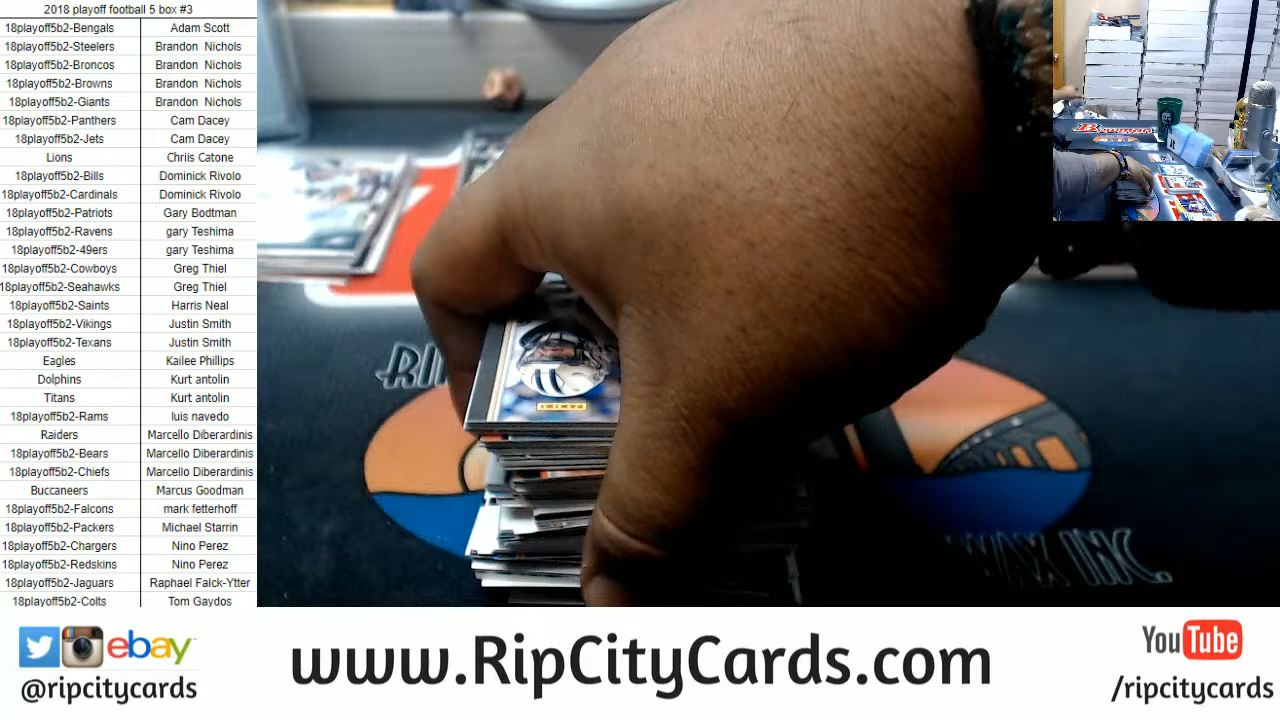 2018 playoff football 5 box #3
18playoff5b2-Bengals Adam Scott
18playoff5b2-Steelers Brandon Nichols
18playoff5b2-Broncos Brandon Nichols
18playoff5b2-Browns Brandon Nichols
18playoff5b2-Giants Brandon Nichols
18playoff5b2-Panthers Cam Dacey
18playoff5b2-Jets Cam Dacey
Lions Chriis Catone
18playoff5b2-Bills Dominick Rivolo
18playoff5b2-Cardinals Dominick Rivolo
18playoff5b2-Patriots Gary Bodtman
18playoff5b2-Ravens gary Teshima
18playoff5b2-49ers gary Teshima
18playoff5b2-Cowboys Greg Thiel
18playoff5b2-Seahawks Greg Thiel
18playoff5b2-Saints Harris Neal
18playoff5b2-Vikings Justin Smith
18playoff5b2-Texans Justin Smith
Eagles Kailee Phillips
Dolphins Kurt antolin
Titans Kurt antolin
18playoff5b2-Rams luis navedo
Raiders Marcello Diberardinis
18playoff5b2-Bears Marcello Diberardinis
18playoff5b2-Chiefs Marcello Diberardinis
Buccaneers Marcus Goodman
18playoff5b2-Falcons mark fetterhoff
18playoff5b2-Packers Michael Starrin
18playoff5b2-Chargers Nino Perez
18playoff5b2-Redskins Nino Perez
18playoff5b2-Jaguars Raphael Falck-Ytter
18playoff5b2-Colts Tom Gaydos
BOWMAN
RI
PANINI
WAX INC.
ebay
@ripcitycards
www.RipCityCards.com
YouTube
/ripcitycards